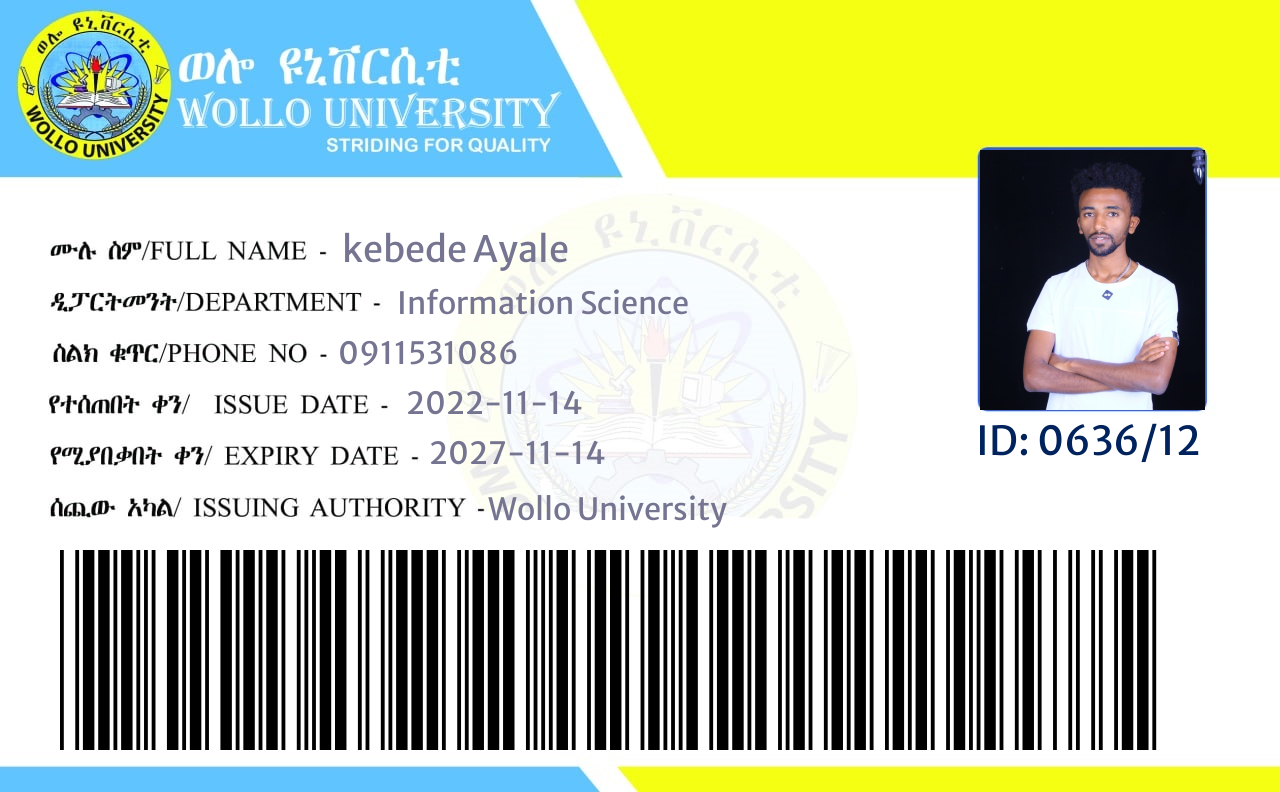 ወሎ ዩኒቨርሲቲ
WOLLO UNIVERSITY
ወሎ ዩኒቨርሲቲ
WOLLO UNIVERSITY
STRIDING FOR QUALITY
ሙሉ ስም/FULL NAME - kebede Ayale
ዲፓርትመንት/DEPARTMENT - Information Science
ስልክ ቁጥር/PHONE NO - 0911531086
የተሰጠበት ቀን/ ISSUE DATE - 2022-11-14
የሚያበቃበት ቀን/ EXPIRY DATE - 2027-11-14
ሰጪው አካል/ ISSUING AUTHORITY -Wollo University
ID: 0636/12
ዩኒቨርሲቲ